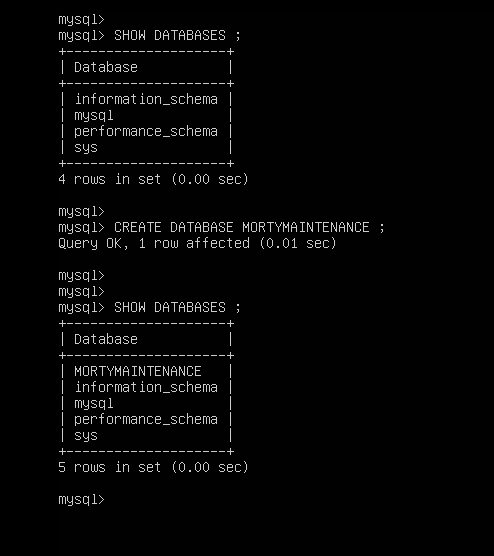 mysql>
mysql> SHOW DATABASES ;
+--------------------+
| Database           |
+--------------------+
| information_schema |
| mysql              |
| performance_schema |
| sys                |
+--------------------+
4 rows in set (0.00 sec)
mysql>
mysql> CREATE DATABASE MORTYMAINTENANCE ;
Query OK, 1 row affected (0.01 sec)
mysql>
mysql>
mysql> SHOW DATABASES ;
+--------------------+
| Database           |
+--------------------+
| MORTYMAINTENANCE   |
| information_schema |
| mysql              |
| performance_schema |
| sys                |
+--------------------+
5 rows in set (0.00 sec)
mysql>